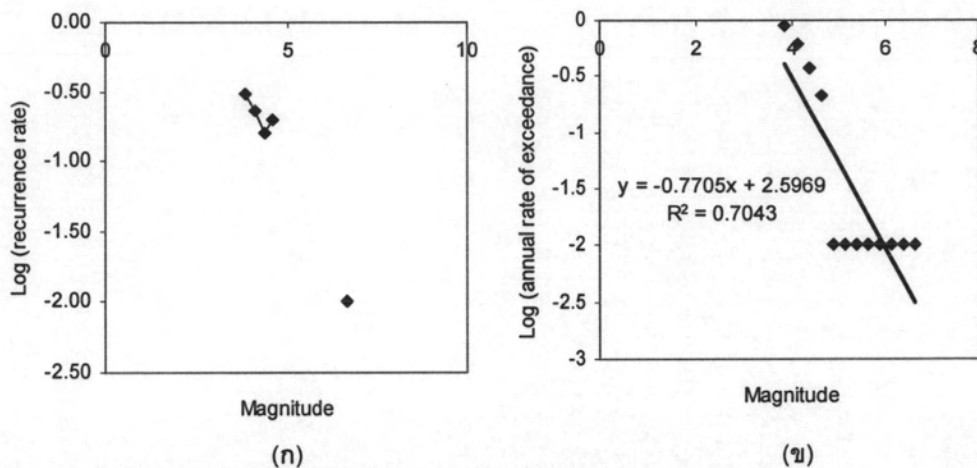 0.00
-0.50
-1.00
-1.50
-2.00
-2.50
0
5
10
Log (recurrence rate)
Magnitude
(ก)
0
-0.5
-1
-1.5
-2
-2.5
-3
0
2
4
6
8
Log (annual rate of exceedance)
y = -0.7705x + 2.5969
R² = 0.7043
Magnitude
(ข)